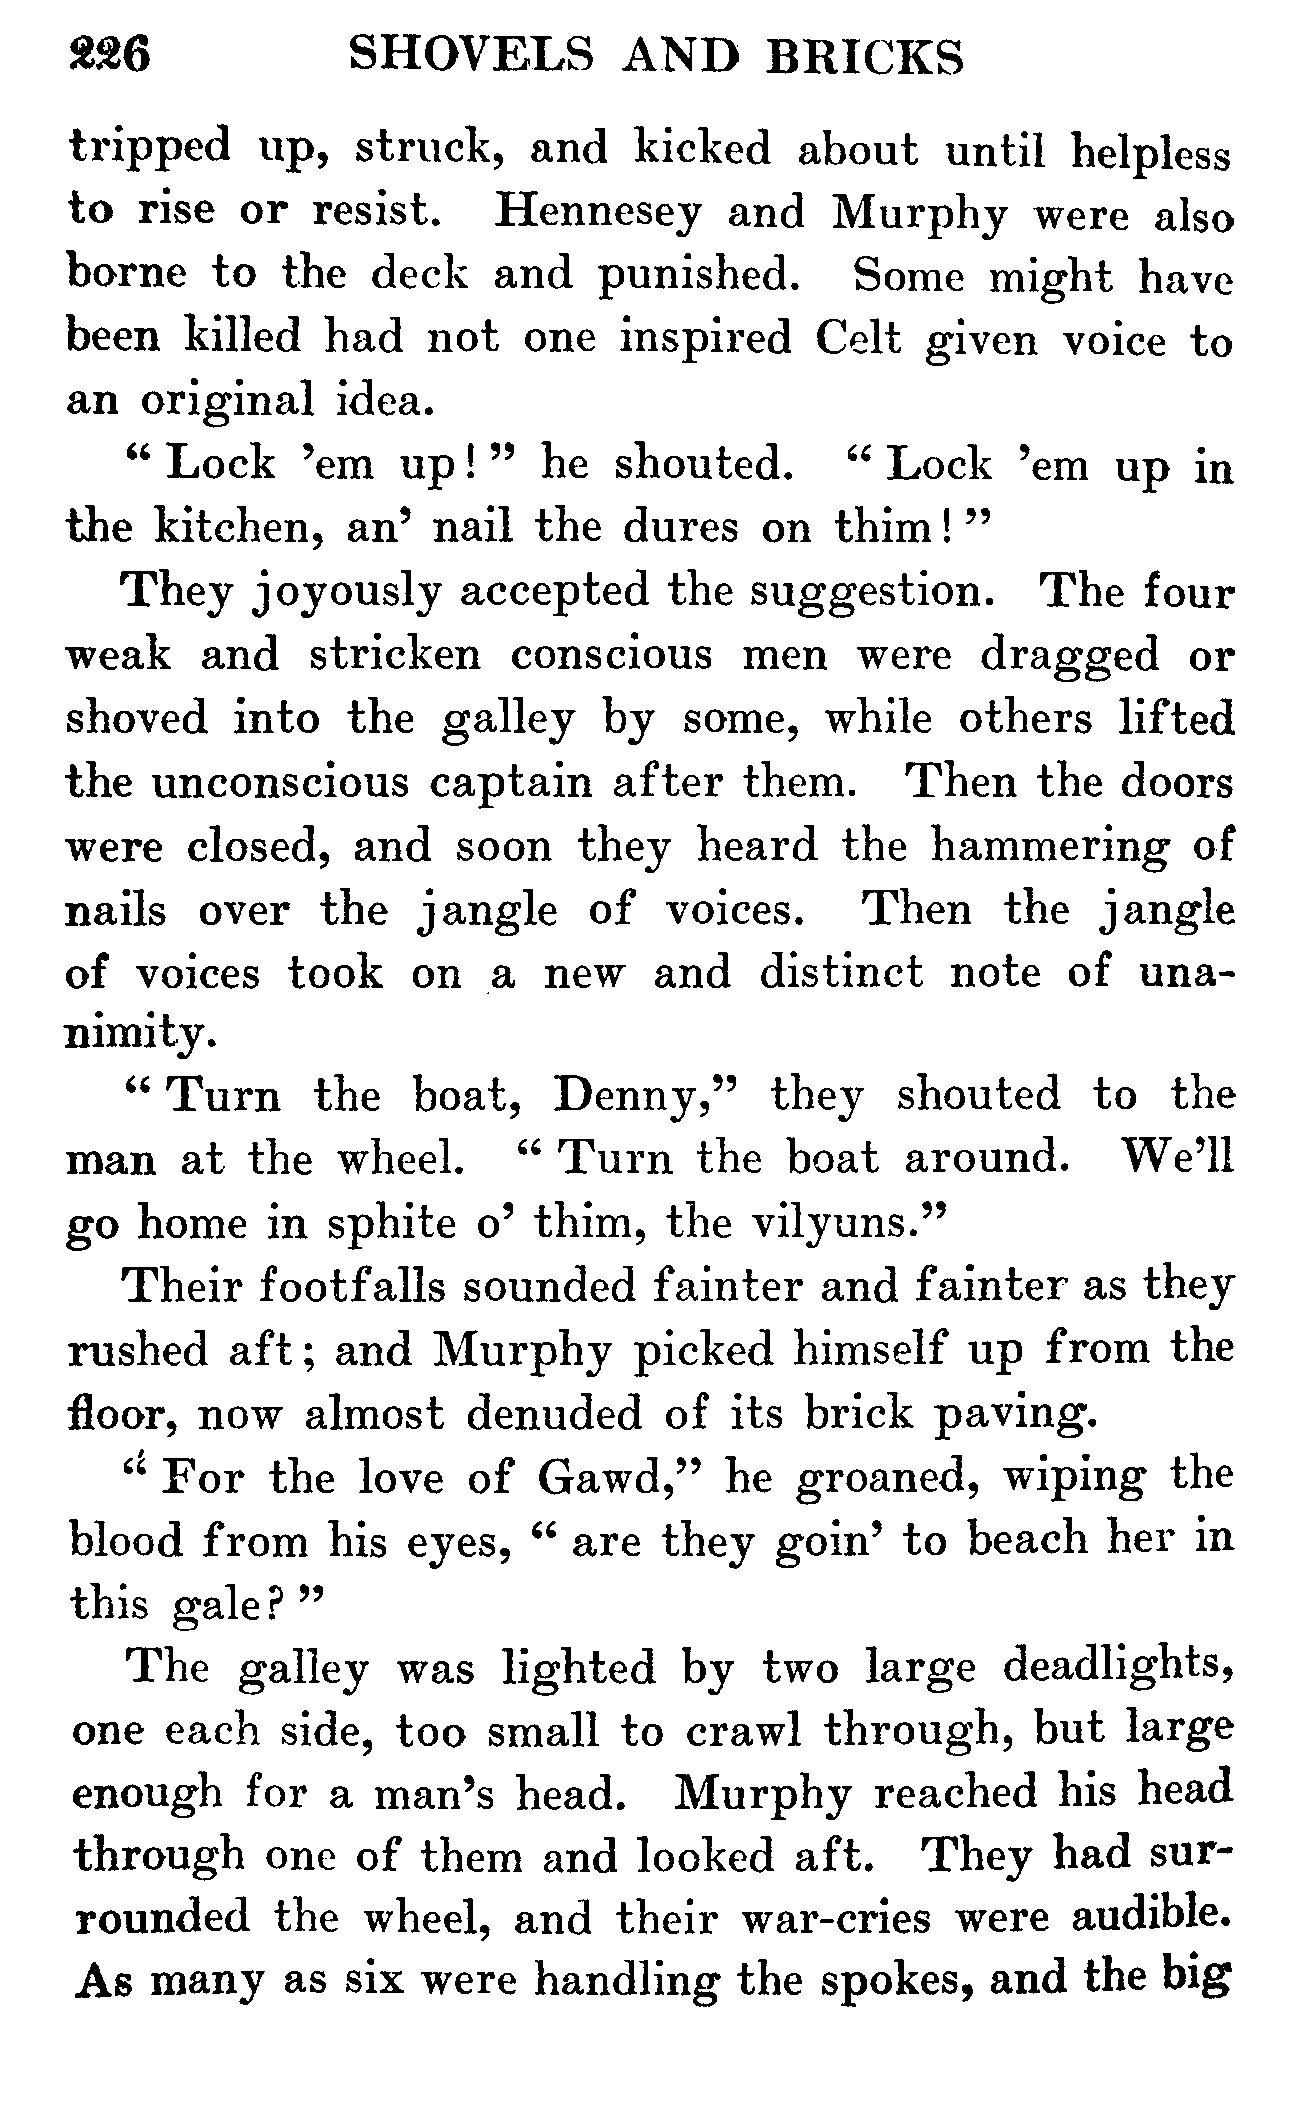 226 SHOVELS AND BRICKS
tripped up, struck, and kicked about until helpless
to rise or resist. Hennesey and Murphy were also
borne to the deck and punished. Some might have
been killed had not one inspired Celt given voice to
an original idea.
“ Lock ’em up! ” he shouted. “ Lock ’em up in
the kitchen, an’ nail the dures on thim! ”
They joyously accepted the suggestion. The four
weak and stricken conscious men were dragged or
shoved into the galley by some, while others lifted
the unconscious captain after them. Then the doors
were closed, and soon they heard the hammering of
nails over the jangle of voices. Then the jangle
of voices took on a new and distinct note of una-
nimity.
“ Turn the boat, Denny,” they shouted to the
man at the wheel. “ Turn the boat around. We’ll
go home in sphite o’ thim, the vilyuns.”
Their footfalls sounded fainter and fainter as they
rushed aft; and Murphy picked himself up from the
floor, now almost denuded of its brick paving.
“ For the love of Gawd,” he groaned, wiping the
blood from his eyes, “ are they goin’ to beach her in
this gale? ”
The galley was lighted by two large deadlights,
one each side, too small to crawl through, but large
enough for a man’s head. Murphy reached his head
through one of them and looked aft. They had sur-
rounded the wheel, and their war-cries were audible.
As many as six were handling the spokes, and the big